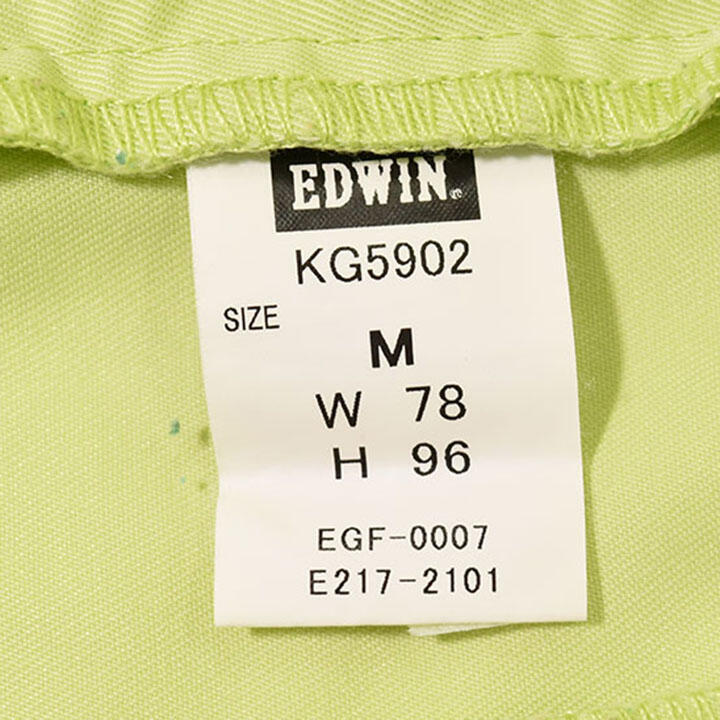 EDWIN®
KG5902
SIZE
M
W 78
H 96
EGF-0007
E217-2101